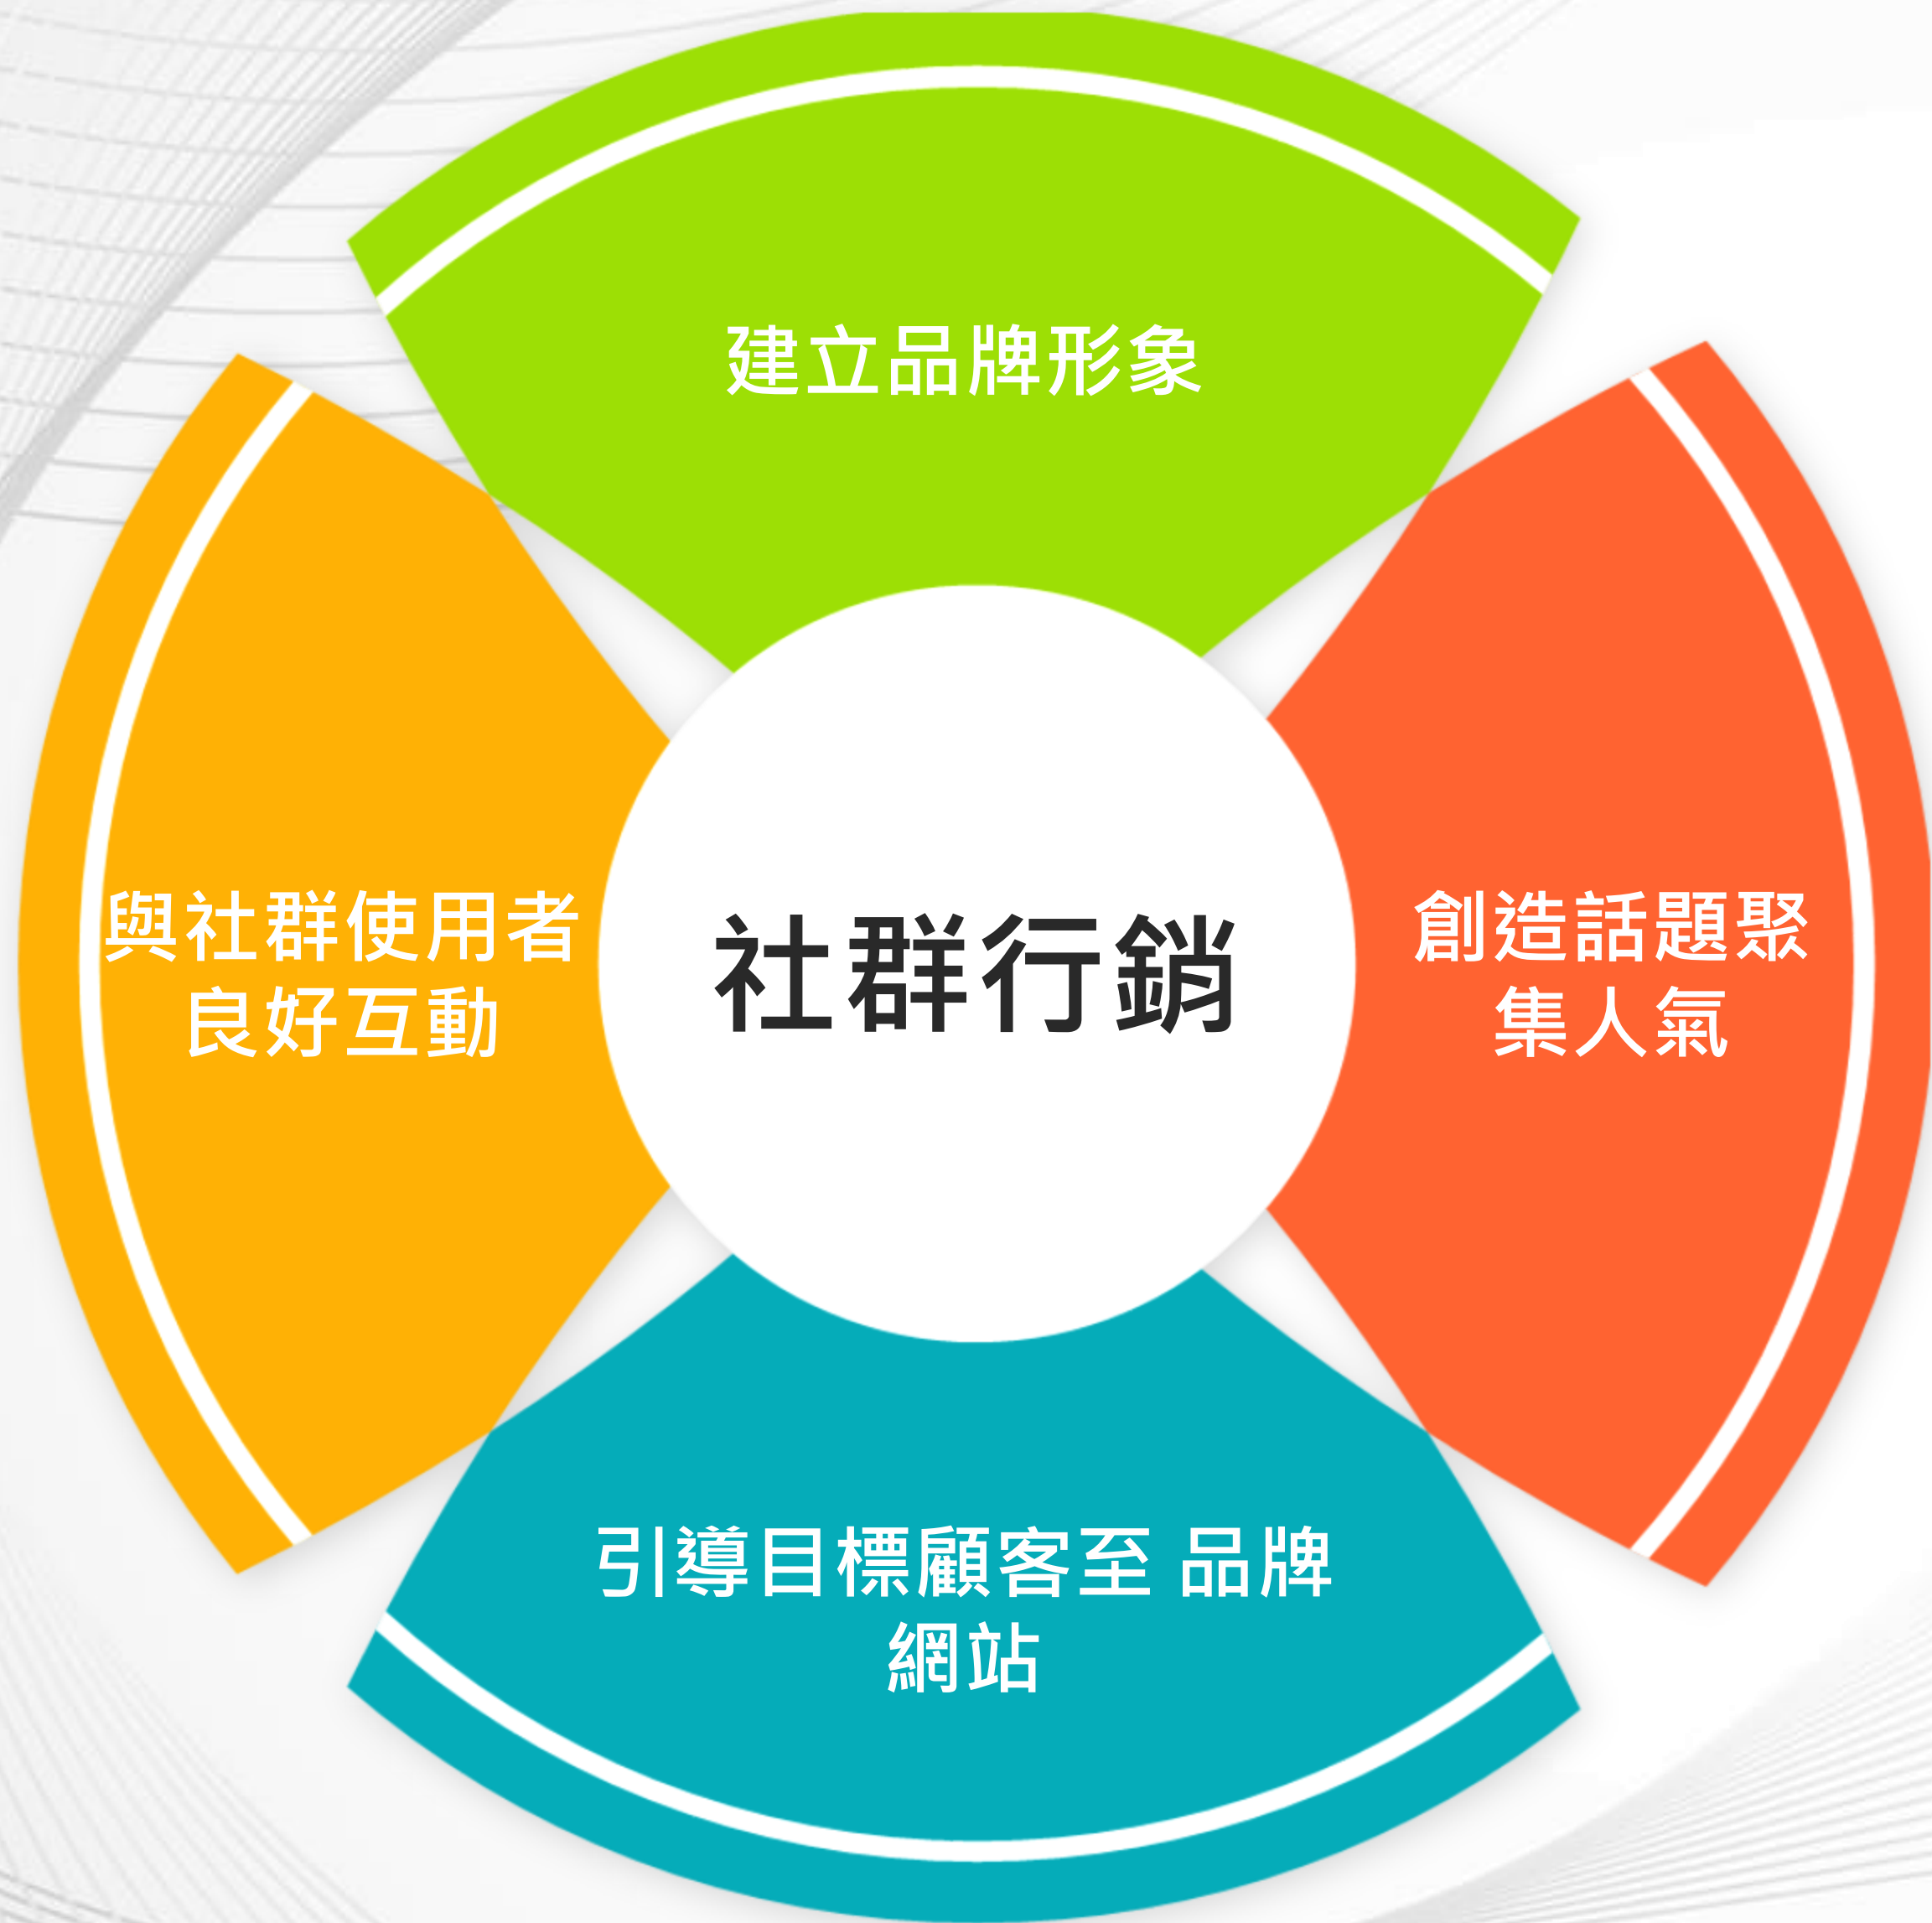 建立品牌形象
與社群使用者
良好互動
社群行銷
創造話題聚
集人氣
引導目標顧客至 品牌
網站